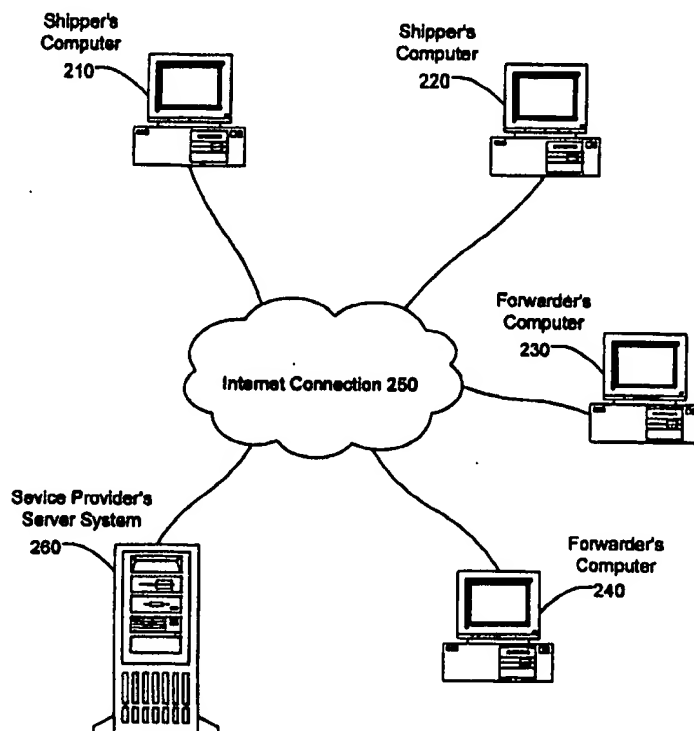 Shipper's
Computer
210
Shipper's
Computer
220
Forwarder's
Computer
230
Internet Connection 250
Sevice Provider's
Server System
260
Forwarder's
Computer
240